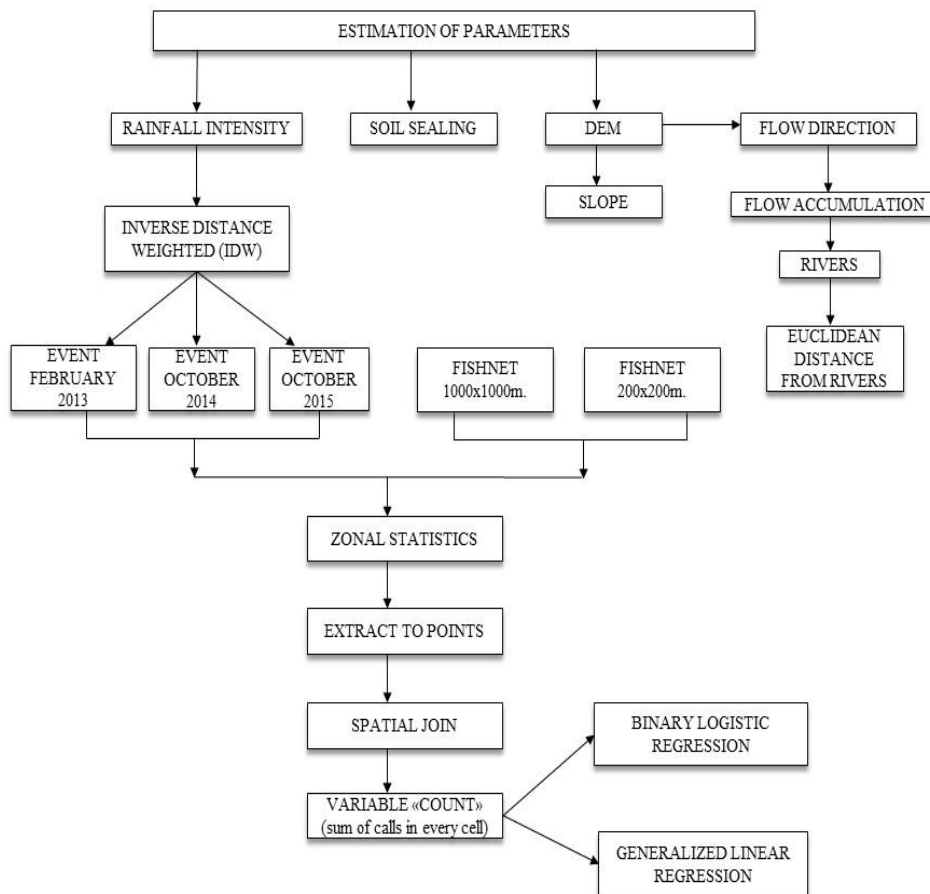 ESTIMATION OF PARAMETERS
RAINFALL INTENSITY
SOIL SEALING
DEM
FLOW DIRECTION
SLOPE
FLOW ACCUMULATION
INVERSE DISTANCE
WEIGHTED (IDW)
RIVERS
EUCLIDEAN
DISTANCE
FROM RIVERS
EVENT
FEBRUARY
2013
EVENT
OCTOBER
2014
EVENT
OCTOBER
2015
FISHNET
1000x1000m.
FISHNET
200x200m.
ZONAL STATISTICS
EXTRACT TO POINTS
SPATIAL JOIN
VARIABLE «COUNT»
(sum of calls in every cell)
BINARY LOGISTIC
REGRESSION
GENERALIZED LINEAR
REGRESSION